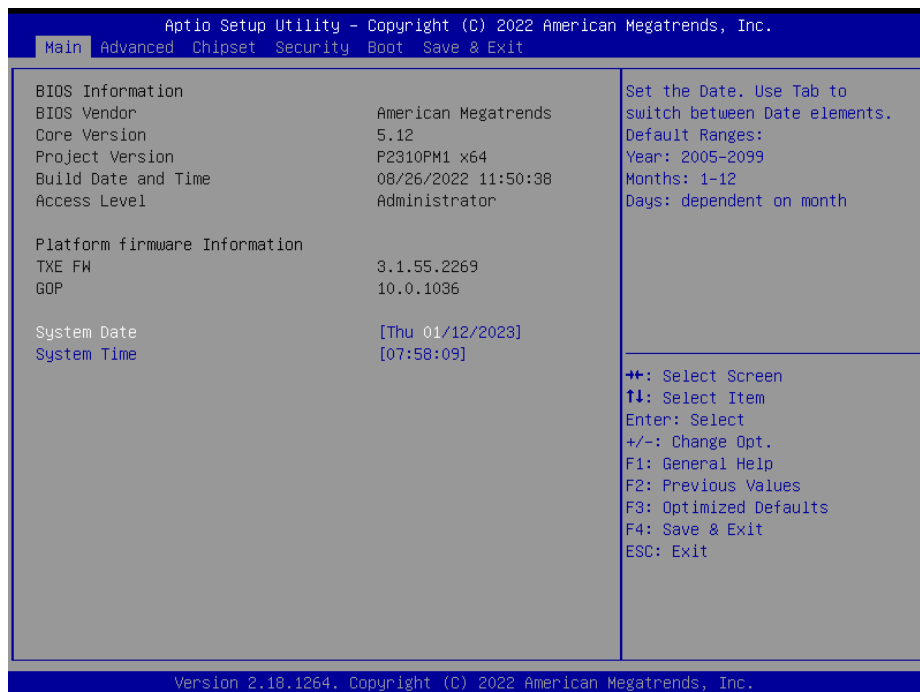 Aptio Setup Utility – Copyright (C) 2022 American Megatrends, Inc.
Main Advanced Chipset Security Boot Save & Exit
BIOS Information
BIOS Vendor American Megatrends
Core Version 5.12
Project Version P2310PM1 x64
Build Date and Time 08/26/2022 11:50:38
Access Level Administrator
Platform firmware Information
TXE FW 3.1.55.2269
GOP 10.0.1036
System Date [Thu 01/12/2023]
System Time [07:58:09]
Set the Date. Use Tab to
switch between Date elements.
Default Ranges:
Year: 2005-2099
Months: 1-12
Days: dependent on month
→←: Select Screen
↑↓: Select Item
Enter: Select
+/-: Change Opt.
F1: General Help
F2: Previous Values
F3: Optimized Defaults
F4: Save & Exit
ESC: Exit
Version 2.18.1264. Copyright (C) 2022 American Megatrends, Inc.